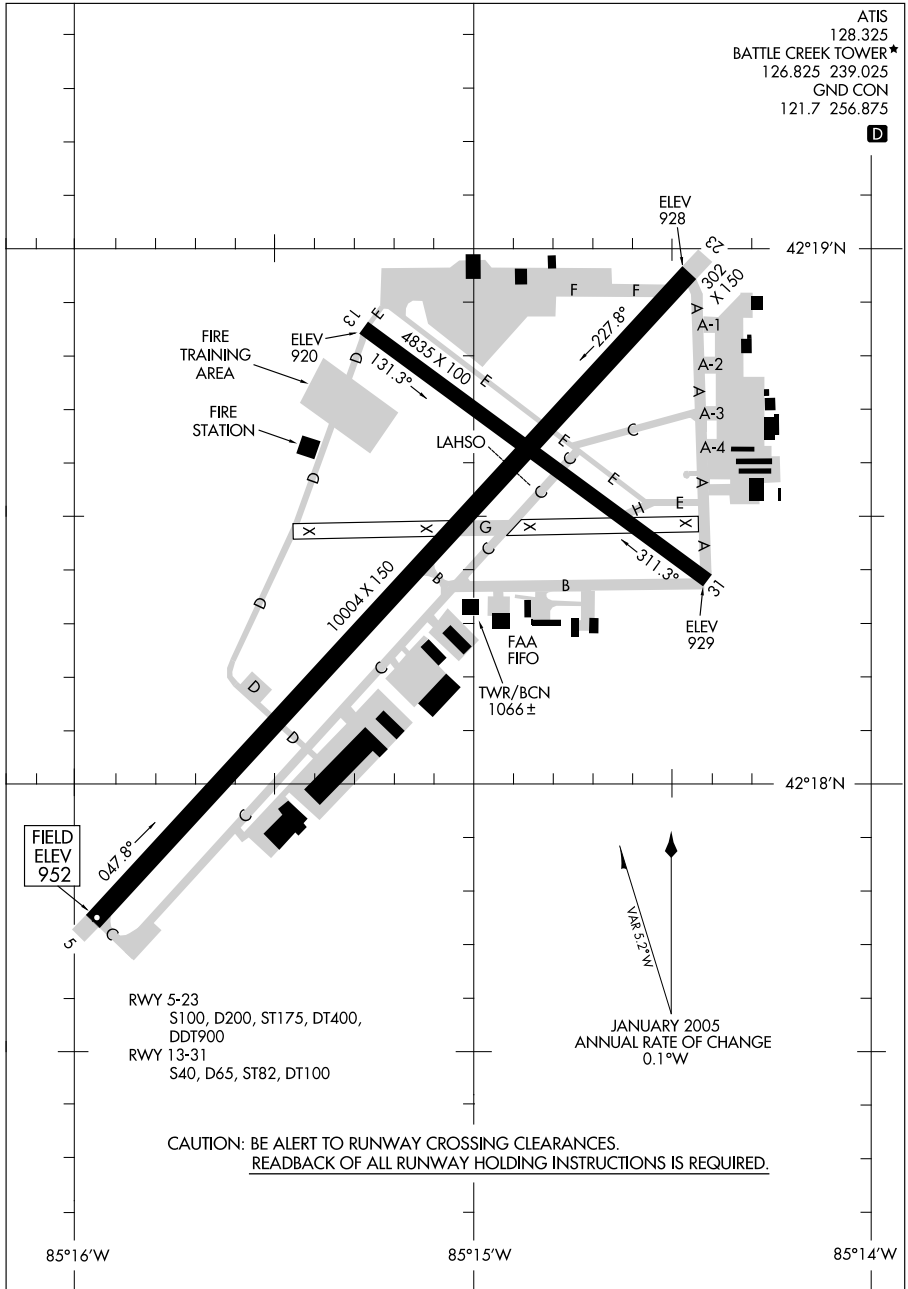 ATIS
128.325
BATTLE CREEK TOWER★
126.825 239.025
GND CON
121.7 256.875
D
ELEV
928
23
42°19'N
302
X 150
F F
A
A-1
A-2
A
A-3
A-4
A
A
13
E
ELEV
920
D
4835 X 100
131.3°
227.8°
E
FIRE
TRAINING
AREA
FIRE
STATION
LAHSO
E
C
C
E
H
E
C
D
X
X
G
X
X
C
10004 X 150
311.3°
31
B
B
ELEV
929
D
FAA
FIFO
TWR/BCN
1066 ±
C
D
D
42°18'N
C
FIELD
ELEV
952
047.8°
5
C
VAR 5.2°W
JANUARY 2005
ANNUAL RATE OF CHANGE
0.1°W
RWY 5-23
S100, D200, ST175, DT400,
DDT900
RWY 13-31
S40, D65, ST82, DT100
CAUTION: BE ALERT TO RUNWAY CROSSING CLEARANCES.
READBACK OF ALL RUNWAY HOLDING INSTRUCTIONS IS REQUIRED.
85°16'W
85°15'W
85°14'W